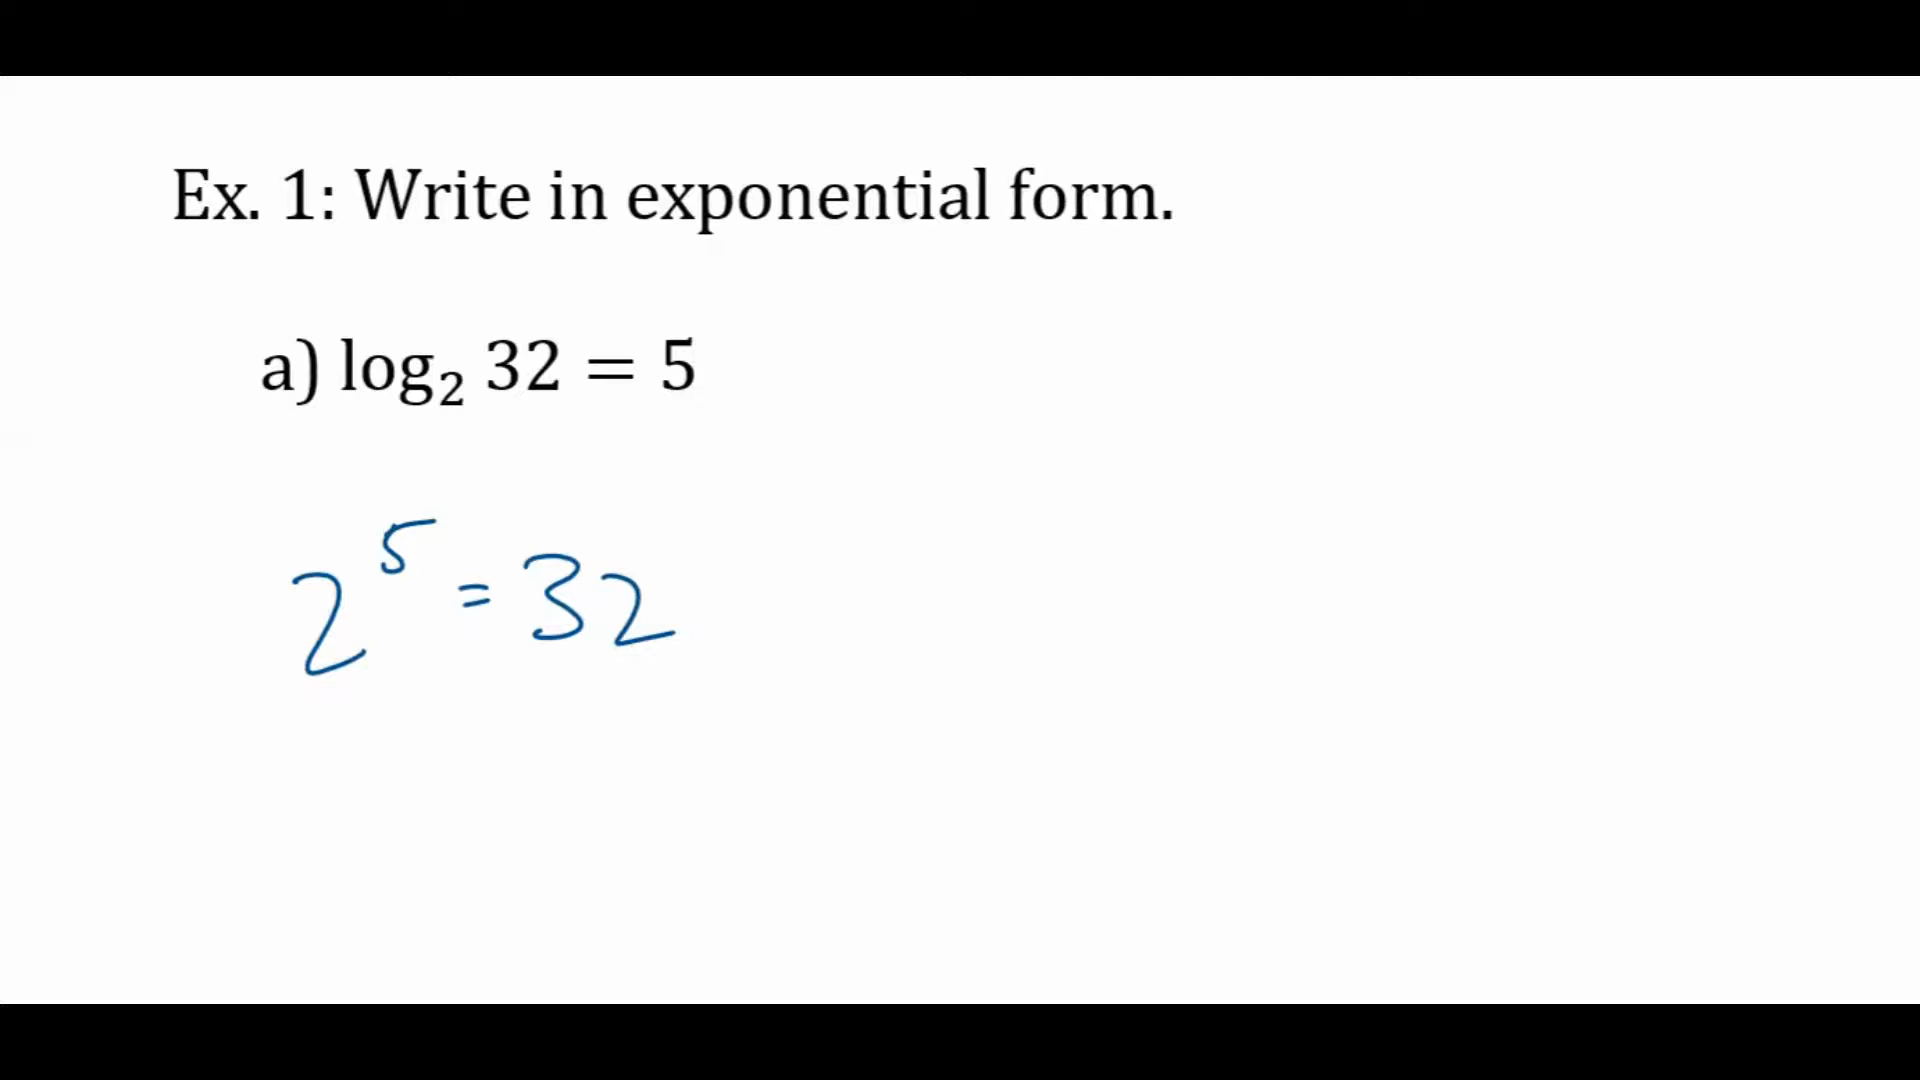 Ex. 1: Write in exponential form.
a) log₂ 32 = 5
2⁵ = 32